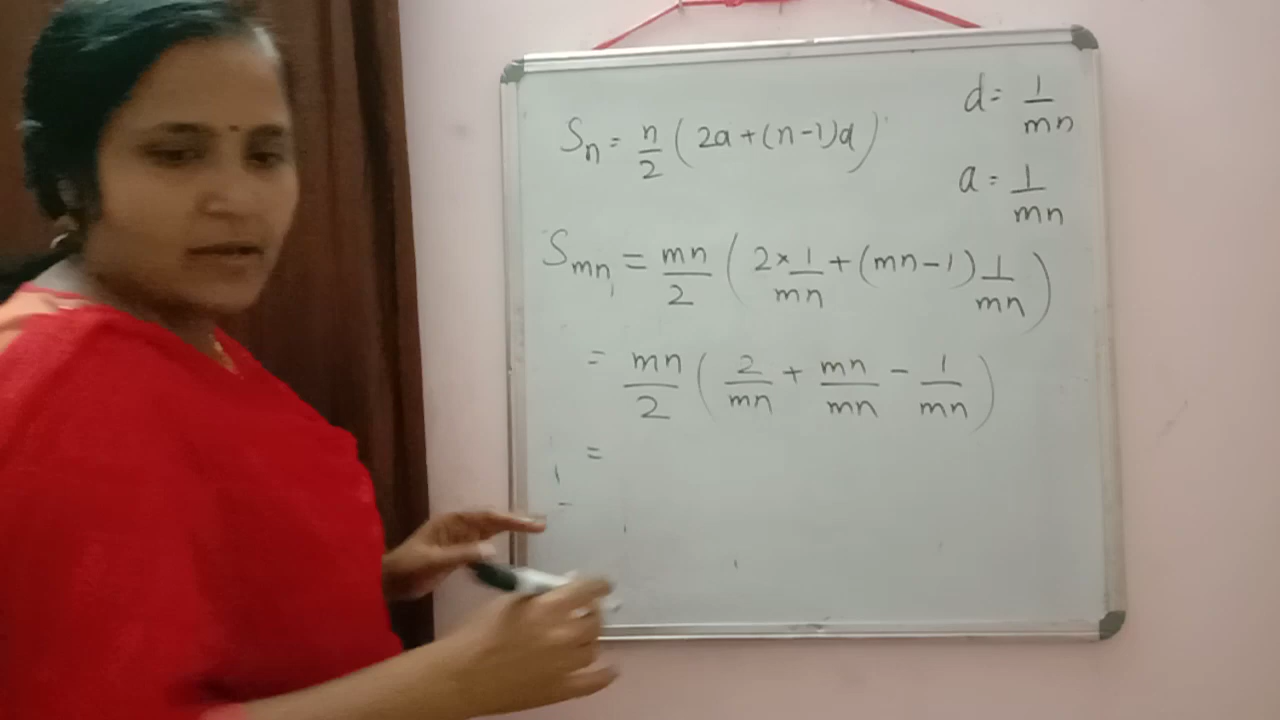 d = 1/mn
Sn = n/2 (2a + (n-1)d)
a = 1/mn
Smn = mn/2 (2 × 1/mn + (mn-1) 1/mn)
= mn/2 (2/mn + mn/mn - 1/mn)
=